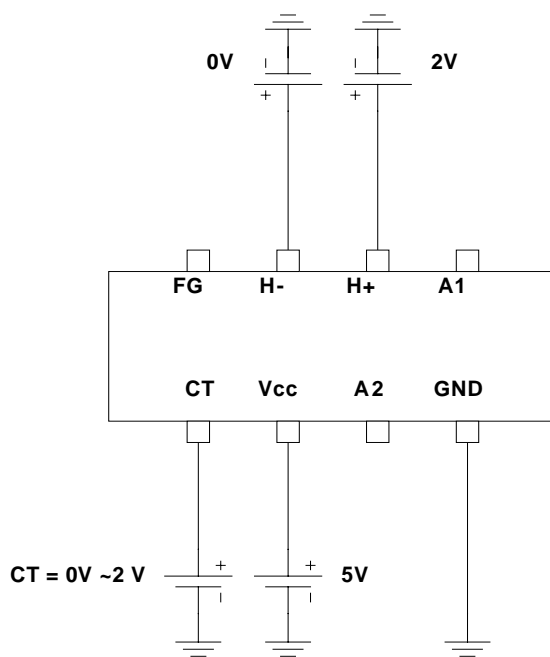 0V 2V
FG H- H+ A1
CT Vcc A2 GND
CT = 0V ~2 V 5V